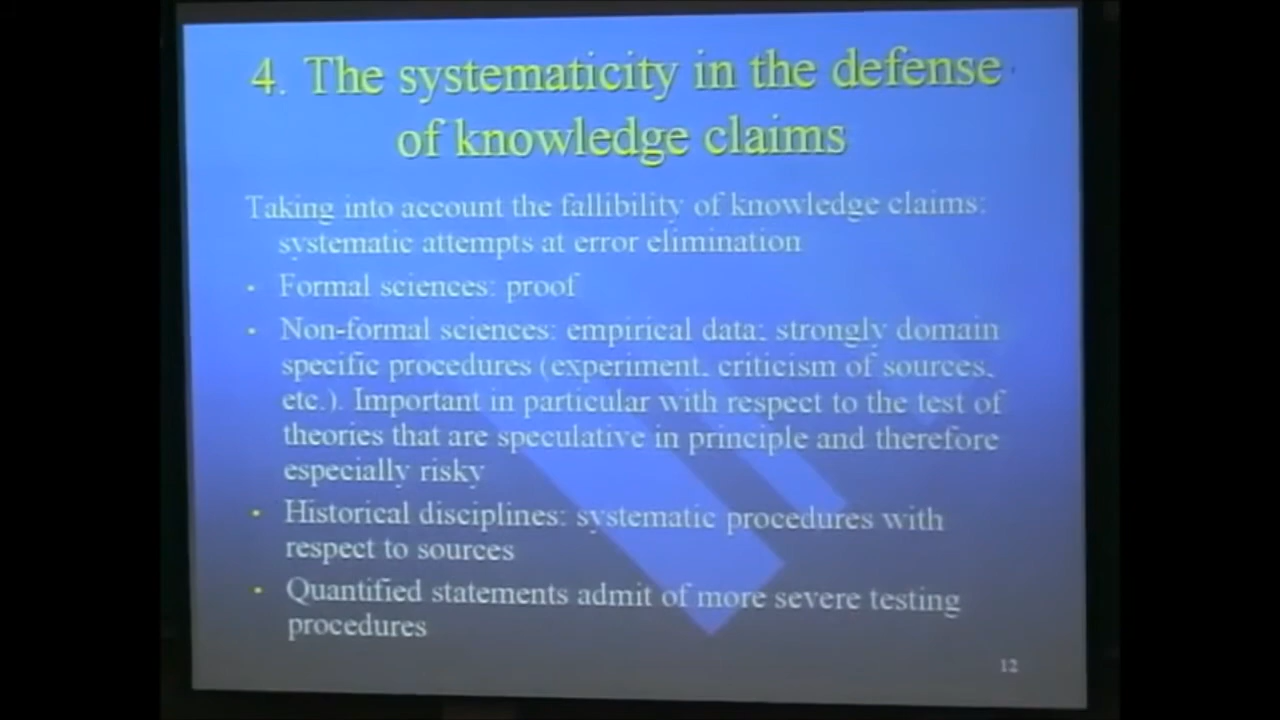 4. The systematicity in the defense
of knowledge claims
Taking into account the fallibility of knowledge claims:
systematic attempts at error elimination
• Formal sciences: proof
• Non-formal sciences: empirical data; strongly domain
specific procedures (experiment, criticism of sources,
etc.). Important in particular with respect to the test of
theories that are speculative in principle and therefore
especially risky
• Historical disciplines: systematic procedures with
respect to sources
• Quantified statements admit of more severe testing
procedures
12